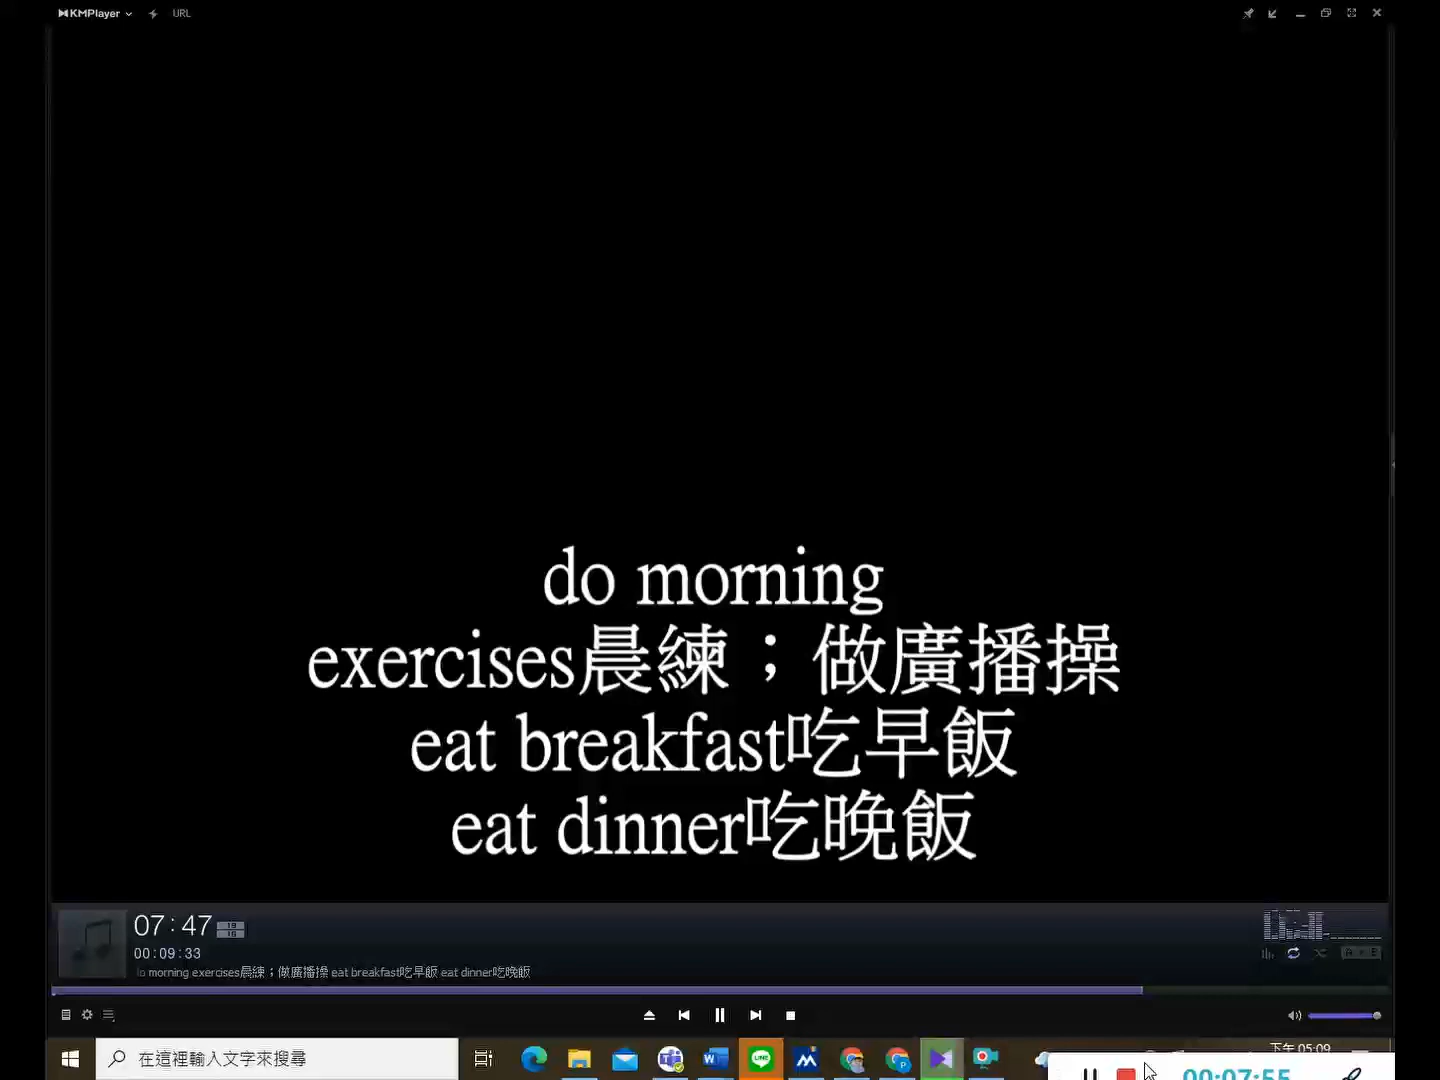 KMPlayer
URL
do morning
exercises晨練；做廣播操
eat breakfast吃早飯
eat dinner吃晚飯
07:47
00:09:33
morning exercises晨練；做廣播操 eat breakfast吃早飯 eat dinner吃晚飯
在這裡輸入文字來搜尋
下午 05:09
00:07:55